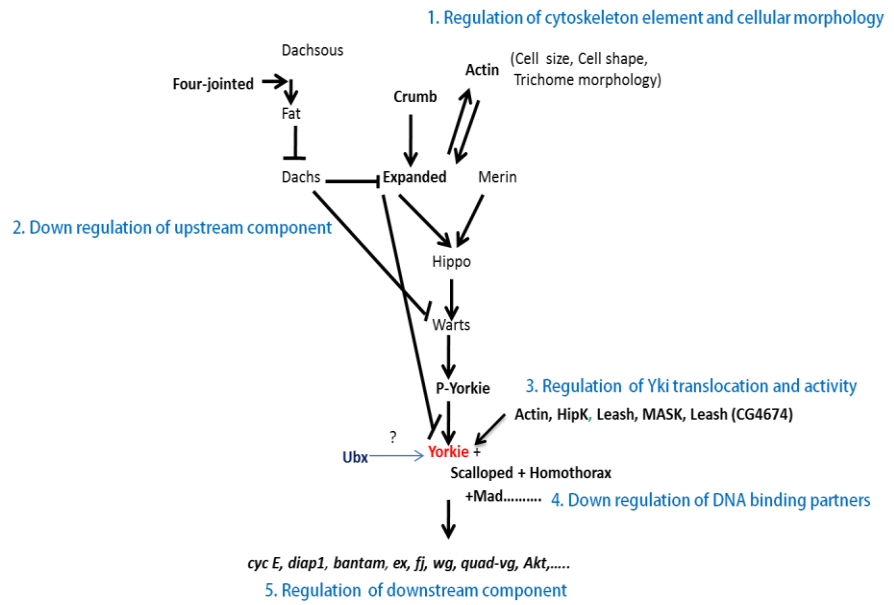 1. Regulation of cytoskeleton element and cellular morphology
Dachsous
Four-jointed
Fat
Crumb
Actin
(Cell size, Cell shape,
Trichome morphology)
Dachs
Expanded
Merin
2. Down regulation of upstream component
Hippo
Warts
P-Yorkie
3. Regulation of Yki translocation and activity
Actin, HipK, Leash, MASK, Leash (CG4674)
?
Ubx
Yorkie +
Scalloped + Homothorax
+Mad..........
4. Down regulation of DNA binding partners
cyc E, diap1, bantam, ex, fj, wg, quad-vg, Akt,.....
5. Regulation of downstream component